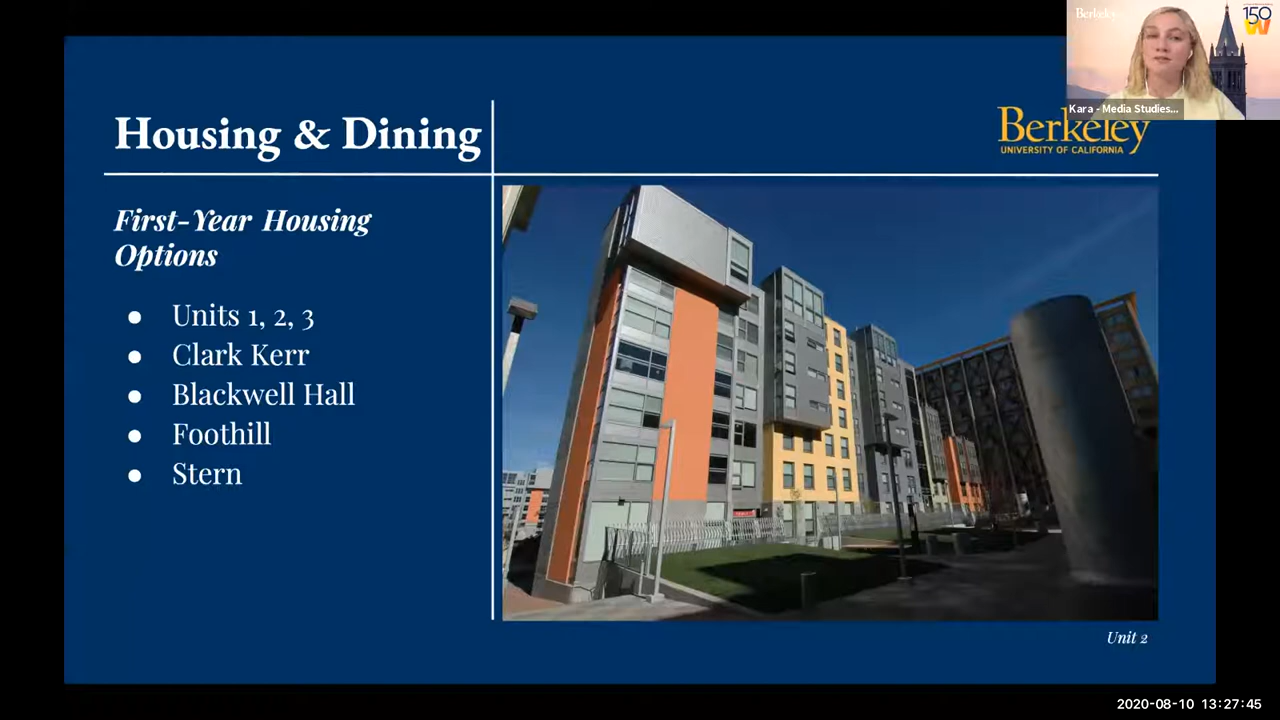 Berkeley
150
W
Kara - Media Studies...
Housing & Dining
Berkeley
UNIVERSITY OF CALIFORNIA
First-Year Housing
Options
● Units 1, 2, 3
● Clark Kerr
● Blackwell Hall
● Foothill
● Stern
Unit 2
2020-08-10 13:27:45